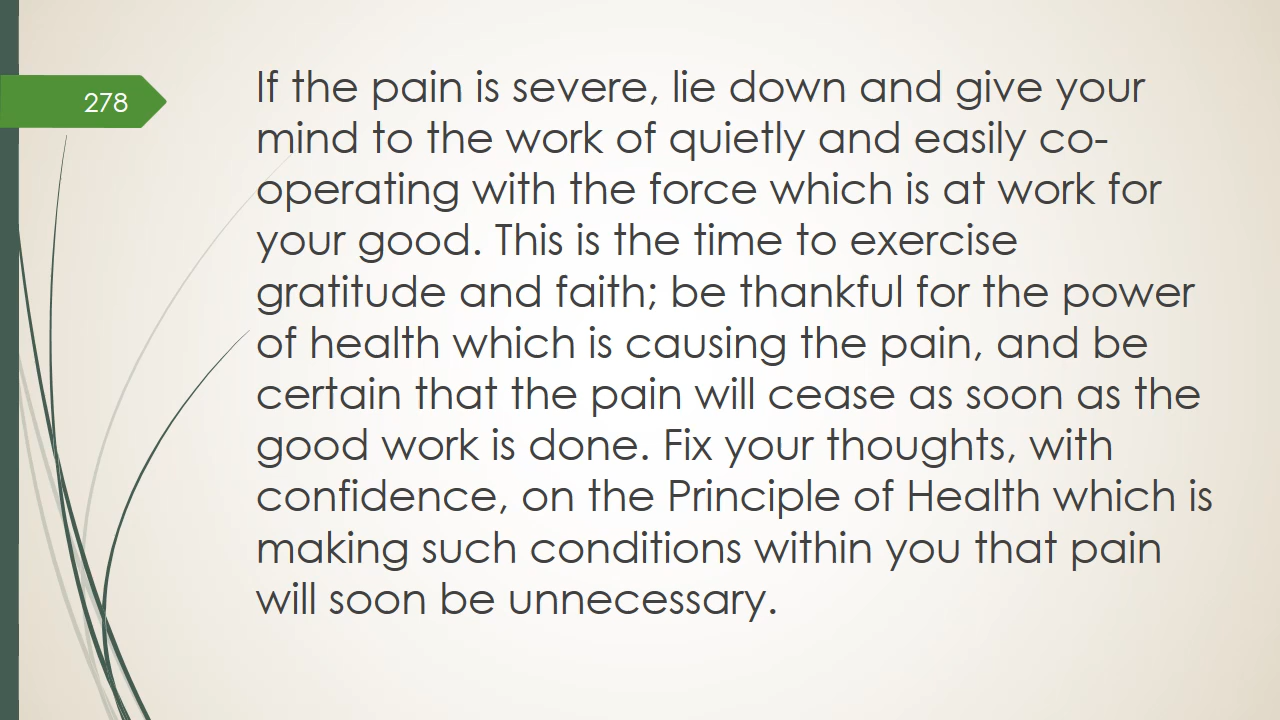 278
If the pain is severe, lie down and give your
mind to the work of quietly and easily co-
operating with the force which is at work for
your good. This is the time to exercise
gratitude and faith; be thankful for the power
of health which is causing the pain, and be
certain that the pain will cease as soon as the
good work is done. Fix your thoughts, with
confidence, on the Principle of Health which is
making such conditions within you that pain
will soon be unnecessary.